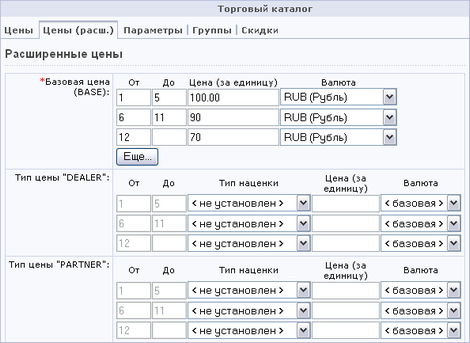 Торговый каталог
Цены Цены (расш.) Параметры Группы Скидки
Расширенные цены
*Базовая цена (BASE): От До Цена (за единицу) Валюта
1 5 100.00 RUB (Рубль)
6 11 90 RUB (Рубль)
12 70 RUB (Рубль)
Еще...
Тип цены "DEALER": От До Тип наценки Цена (за единицу) Валюта
1 5 < не установлен > < базовая >
6 11 < не установлен > < базовая >
12 < не установлен > < базовая >
Тип цены "PARTNER": От До Тип наценки Цена (за единицу) Валюта
1 5 < не установлен > < базовая >
6 11 < не установлен > < базовая >
12 < не установлен > < базовая >